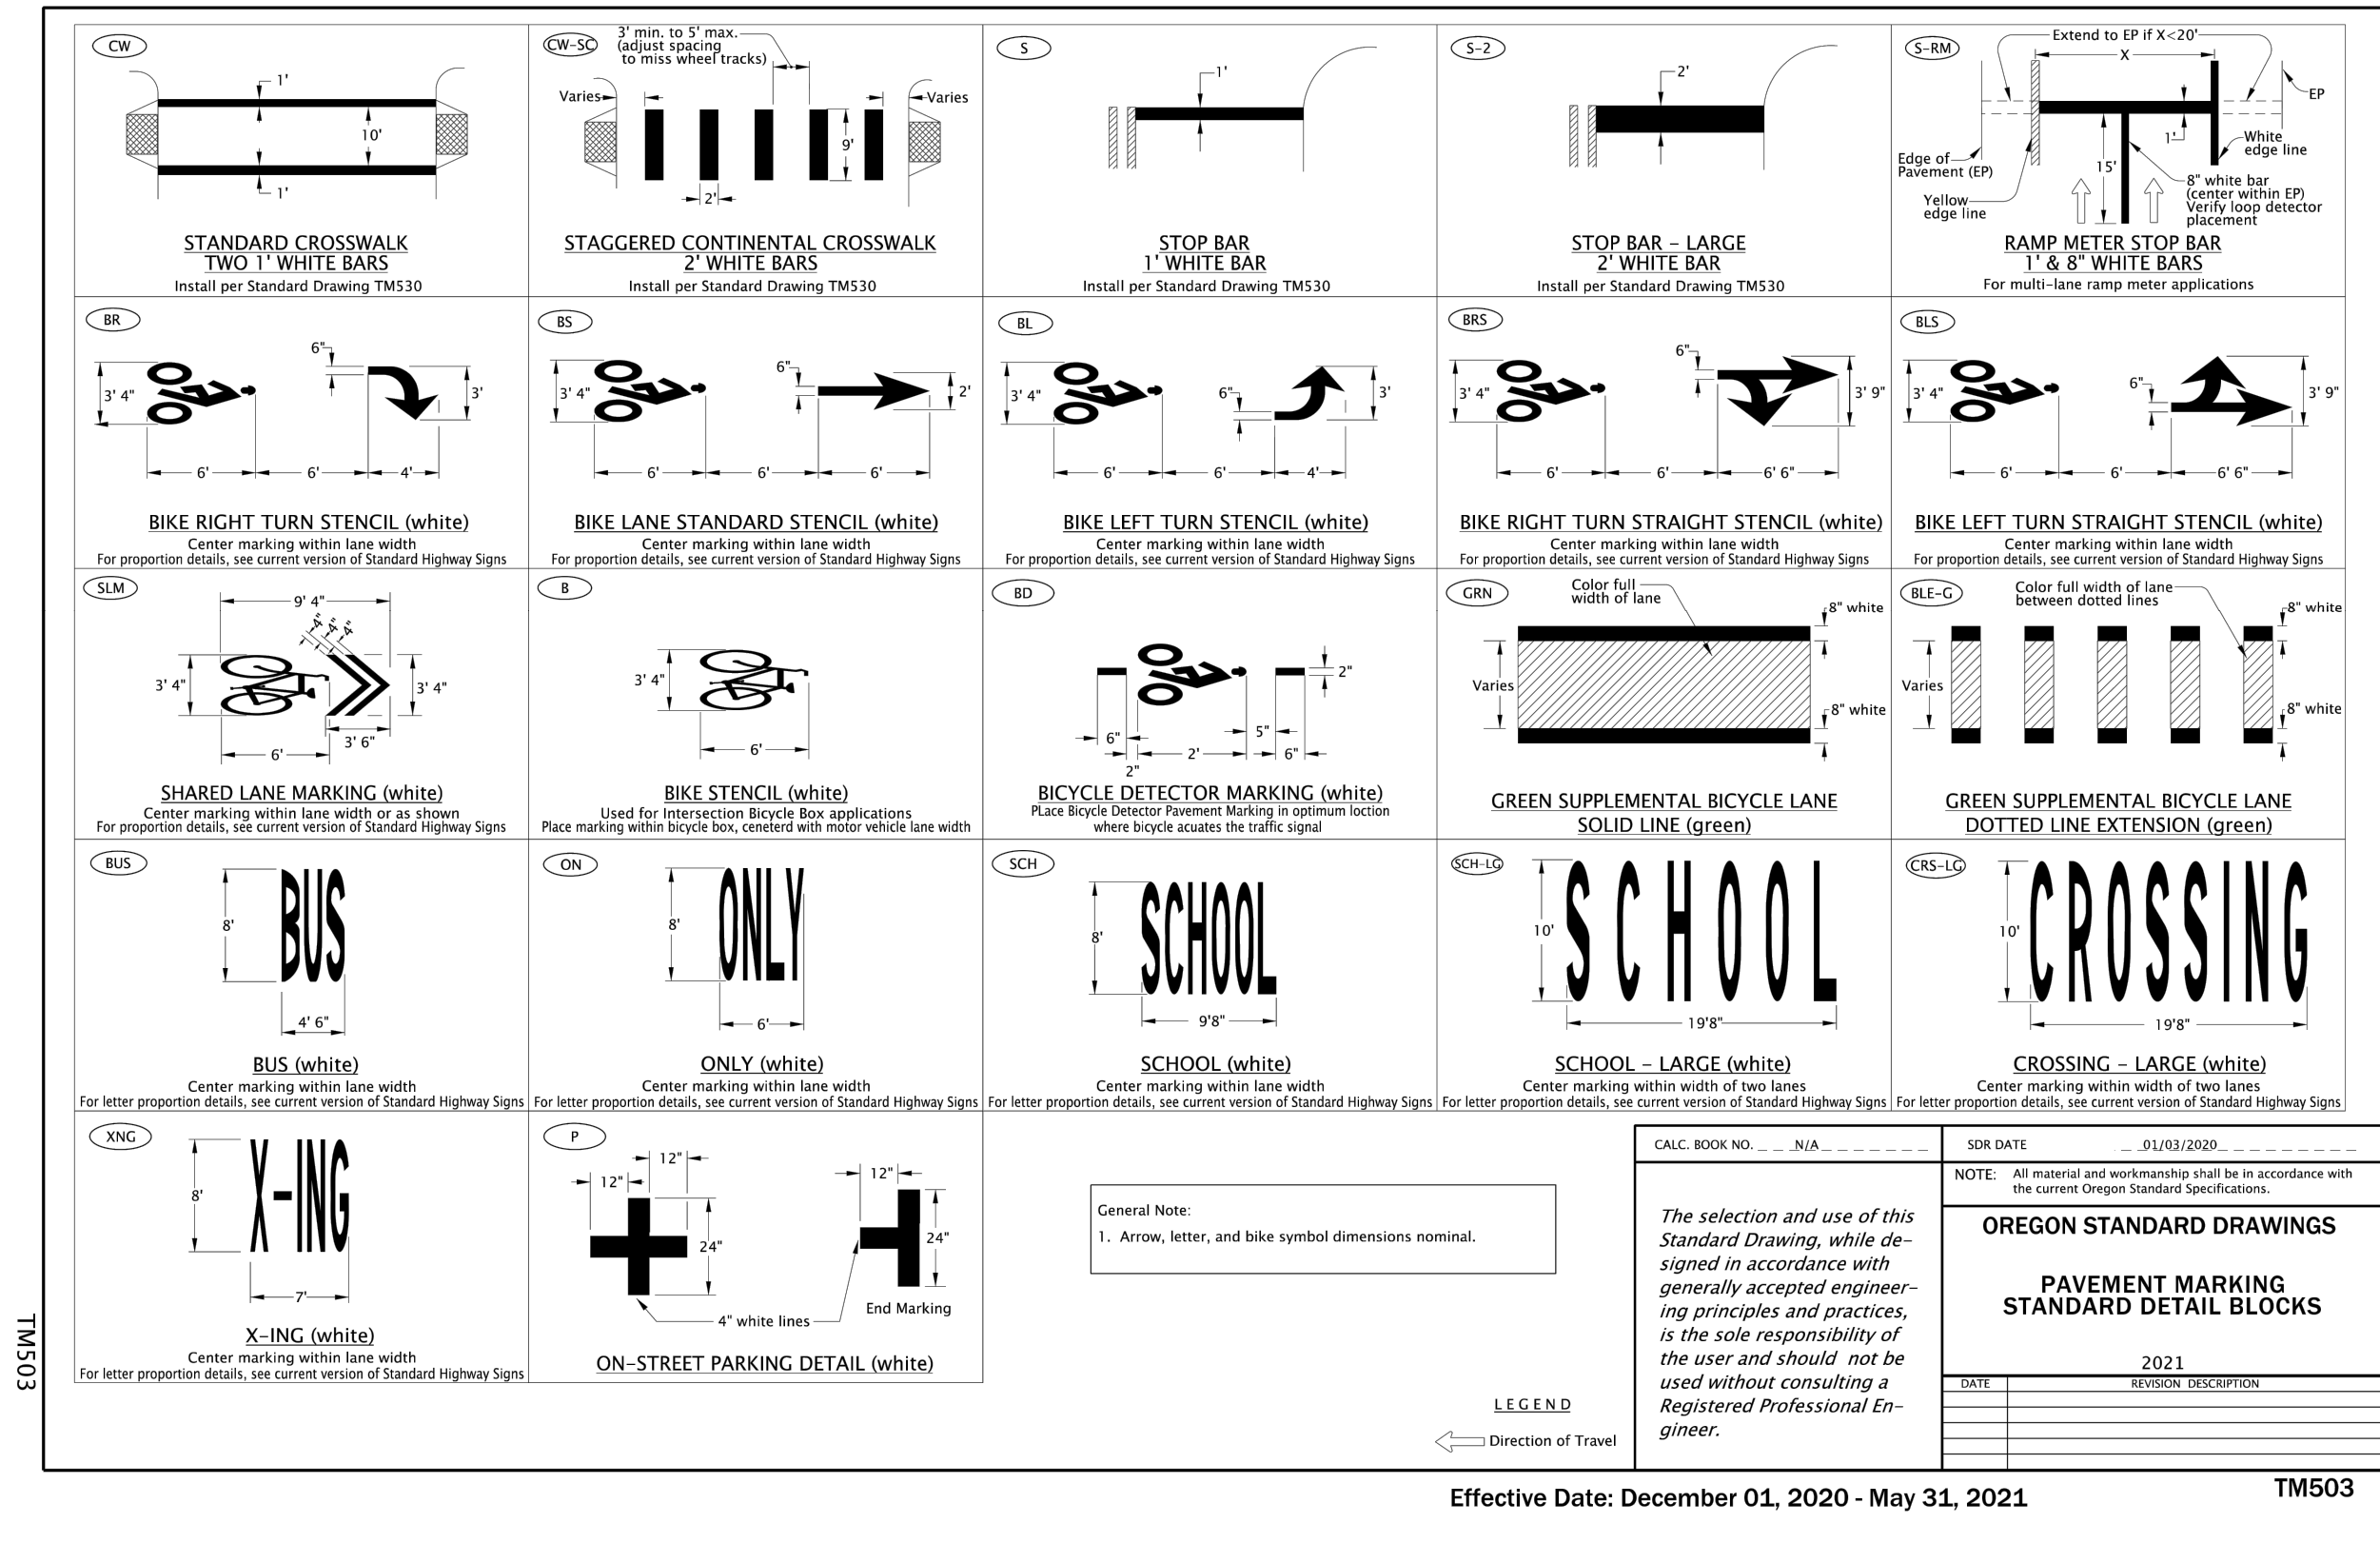 CW
1'
10'
1'
STANDARD CROSSWALK
TWO 1' WHITE BARS
Install per Standard Drawing TM530
CW-SC
3' min. to 5' max.
(adjust spacing
to miss wheel tracks)
Varies
Varies
9'
2'
STAGGERED CONTINENTAL CROSSWALK
2' WHITE BARS
Install per Standard Drawing TM530
S
1'
STOP BAR
1' WHITE BAR
Install per Standard Drawing TM530
S-2
2'
STOP BAR - LARGE
2' WHITE BAR
Install per Standard Drawing TM530
S-RM
Extend to EP if X<20'
X
EP
1'
White
edge line
Edge of
Pavement (EP)
15'
8" white bar
(center within EP)
Verify loop detector
placement
Yellow
edge line
RAMP METER STOP BAR
1' & 8" WHITE BARS
For multi-lane ramp meter applications
BR
6"
3' 4"
3'
6'
6'
4'
BIKE RIGHT TURN STENCIL (white)
Center marking within lane width
For proportion details, see current version of Standard Highway Signs
BS
6"
3' 4"
2'
6'
6'
6'
BIKE LANE STANDARD STENCIL (white)
Center marking within lane width
For proportion details, see current version of Standard Highway Signs
BL
3' 4"
6"
3'
6'
6'
4'
BIKE LEFT TURN STENCIL (white)
Center marking within lane width
For proportion details, see current version of Standard Highway Signs
BRS
6"
3' 4"
3' 9"
6'
6'
6' 6"
BIKE RIGHT TURN STRAIGHT STENCIL (white)
Center marking within lane width
For proportion details, see current version of Standard Highway Signs
BLS
6"
3' 4"
3' 9"
6'
6'
6' 6"
BIKE LEFT TURN STRAIGHT STENCIL (white)
Center marking within lane width
For proportion details, see current version of Standard Highway Signs
SLM
9' 4"
4"
4"
4"
3' 4"
3' 4"
3' 6"
6'
SHARED LANE MARKING (white)
Center marking within lane width or as shown
For proportion details, see current version of Standard Highway Signs
B
3' 4"
6'
BIKE STENCIL (white)
Used for Intersection Bicycle Box applications
Place marking within bicycle box, ceneterd with motor vehicle lane width
BD
2"
6"
5"
2'
6"
2"
BICYCLE DETECTOR MARKING (white)
PLace Bicycle Detector Pavement Marking in optimum loction
where bicycle acuates the traffic signal
GRN
Color full
width of lane
8" white
Varies
8" white
GREEN SUPPLEMENTAL BICYCLE LANE
SOLID LINE (green)
BLE-G
Color full width of lane
between dotted lines
8" white
Varies
8" white
GREEN SUPPLEMENTAL BICYCLE LANE
DOTTED LINE EXTENSION (green)
BUS
8'
BUS
4' 6"
BUS (white)
Center marking within lane width
For letter proportion details, see current version of Standard Highway Signs
ON
8'
ONLY
6'
ONLY (white)
Center marking within lane width
For letter proportion details, see current version of Standard Highway Signs
SCH
8'
SCHOOL
9'8"
SCHOOL (white)
Center marking within lane width
For letter proportion details, see current version of Standard Highway Signs
SCH-LG
10'
SCHOOL
19'8"
SCHOOL - LARGE (white)
Center marking within width of two lanes
For letter proportion details, see current version of Standard Highway Signs
CRS-LG
10'
CROSSING
19'8"
CROSSING - LARGE (white)
Center marking within width of two lanes
For letter proportion details, see current version of Standard Highway Signs
XNG
8'
X-ING
7'
X-ING (white)
Center marking within lane width
For letter proportion details, see current version of Standard Highway Signs
P
12"
12"
24"
12"
24"
End Marking
4" white lines
ON-STREET PARKING DETAIL (white)
General Note:
1. Arrow, letter, and bike symbol dimensions nominal.
LEGEND
Direction of Travel
CALC. BOOK NO. N/A
The selection and use of this
Standard Drawing, while de-
signed in accordance with
generally accepted engineer-
ing principles and practices,
is the sole responsibility of
the user and should not be
used without consulting a
Registered Professional En-
gineer.
SDR DATE 01/03/2020
NOTE: All material and workmanship shall be in accordance with
the current Oregon Standard Specifications.
OREGON STANDARD DRAWINGS
PAVEMENT MARKING
STANDARD DETAIL BLOCKS
2021
DATE REVISION DESCRIPTION
TM503
Effective Date: December 01, 2020 - May 31, 2021
TM503